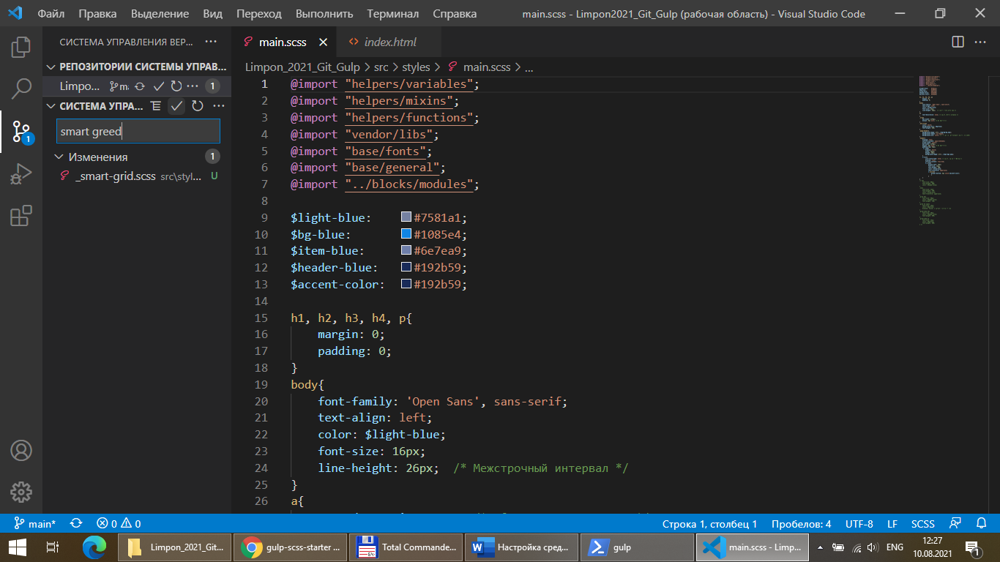 Файл Правка Выделение Вид Переход Выполнить Терминал Справка main.scss - Limpon2021_Git_Gulp (рабочая область) - Visual Studio Code
СИСТЕМА УПРАВЛЕНИЯ ВЕР... ···
main.scss index.html
РЕПОЗИТОРИИ СИСТЕМЫ УПРАВ...
Limpon_2021_Git_Gulp > src > styles > main.scss > ...
Limpo... ma ··· 1
СИСТЕМА УПРА... ···
smart greed
Изменения 1
_smart-grid.scss src\styl... U
1 @import "helpers/variables";
2 @import "helpers/mixins";
3 @import "helpers/functions";
4 @import "vendor/libs";
5 @import "base/fonts";
6 @import "base/general";
7 @import "../blocks/modules";
8
9 $light-blue: #7581a1;
10 $bg-blue: #1085e4;
11 $item-blue: #6e7ea9;
12 $header-blue: #192b59;
13 $accent-color: #192b59;
14
15 h1, h2, h3, h4, p{
16 margin: 0;
17 padding: 0;
18 }
19 body{
20 font-family: 'Open Sans', sans-serif;
21 text-align: left;
22 color: $light-blue;
23 font-size: 16px;
24 line-height: 26px; /* Межстрочный интервал */
25 }
26 a{
1
main* 0 0 Строка 1, столбец 1 Пробелов: 4 UTF-8 LF SCSS
Limpon_2021_Git... gulp-scss-starter ... Total Commande... Настройка сред... gulp main.scss - Limp... ENG 12:27
10.08.2021 1